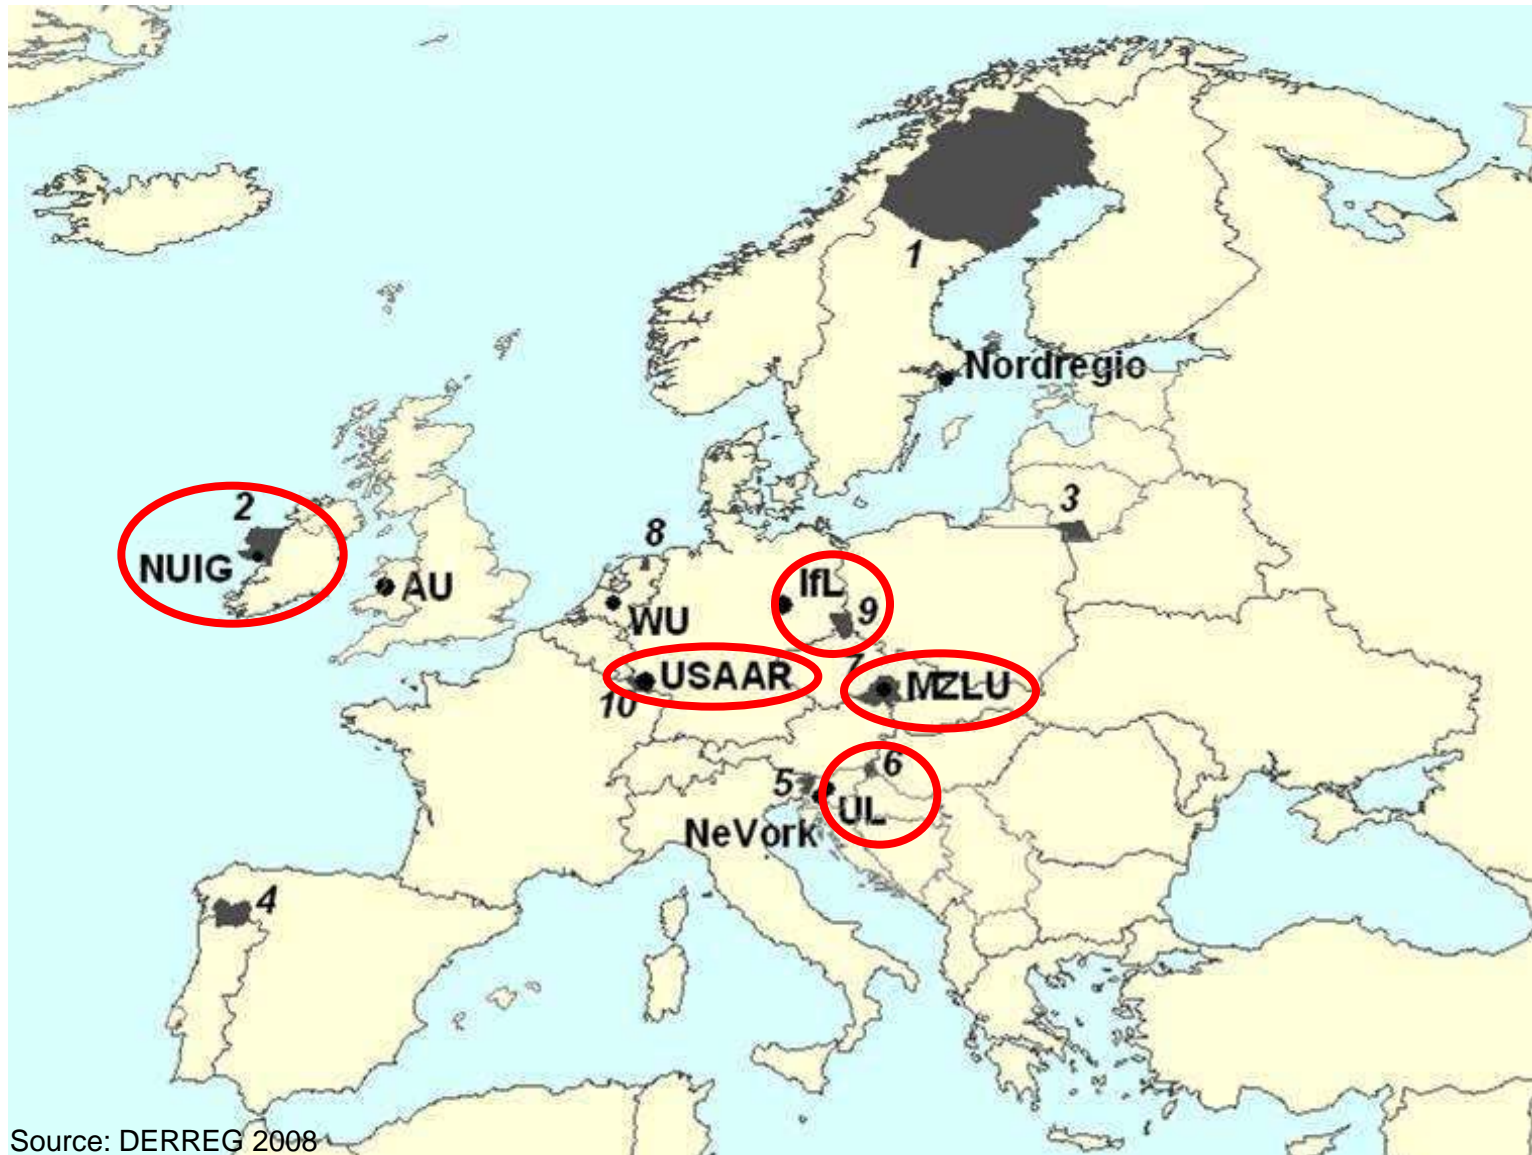 1
Nordregio
2
3
8
NUIG
AU
IfL
WU
9
7
USAAR
MZLU
10
6
5
UL
NeVork
4
Source: DERREG 2008